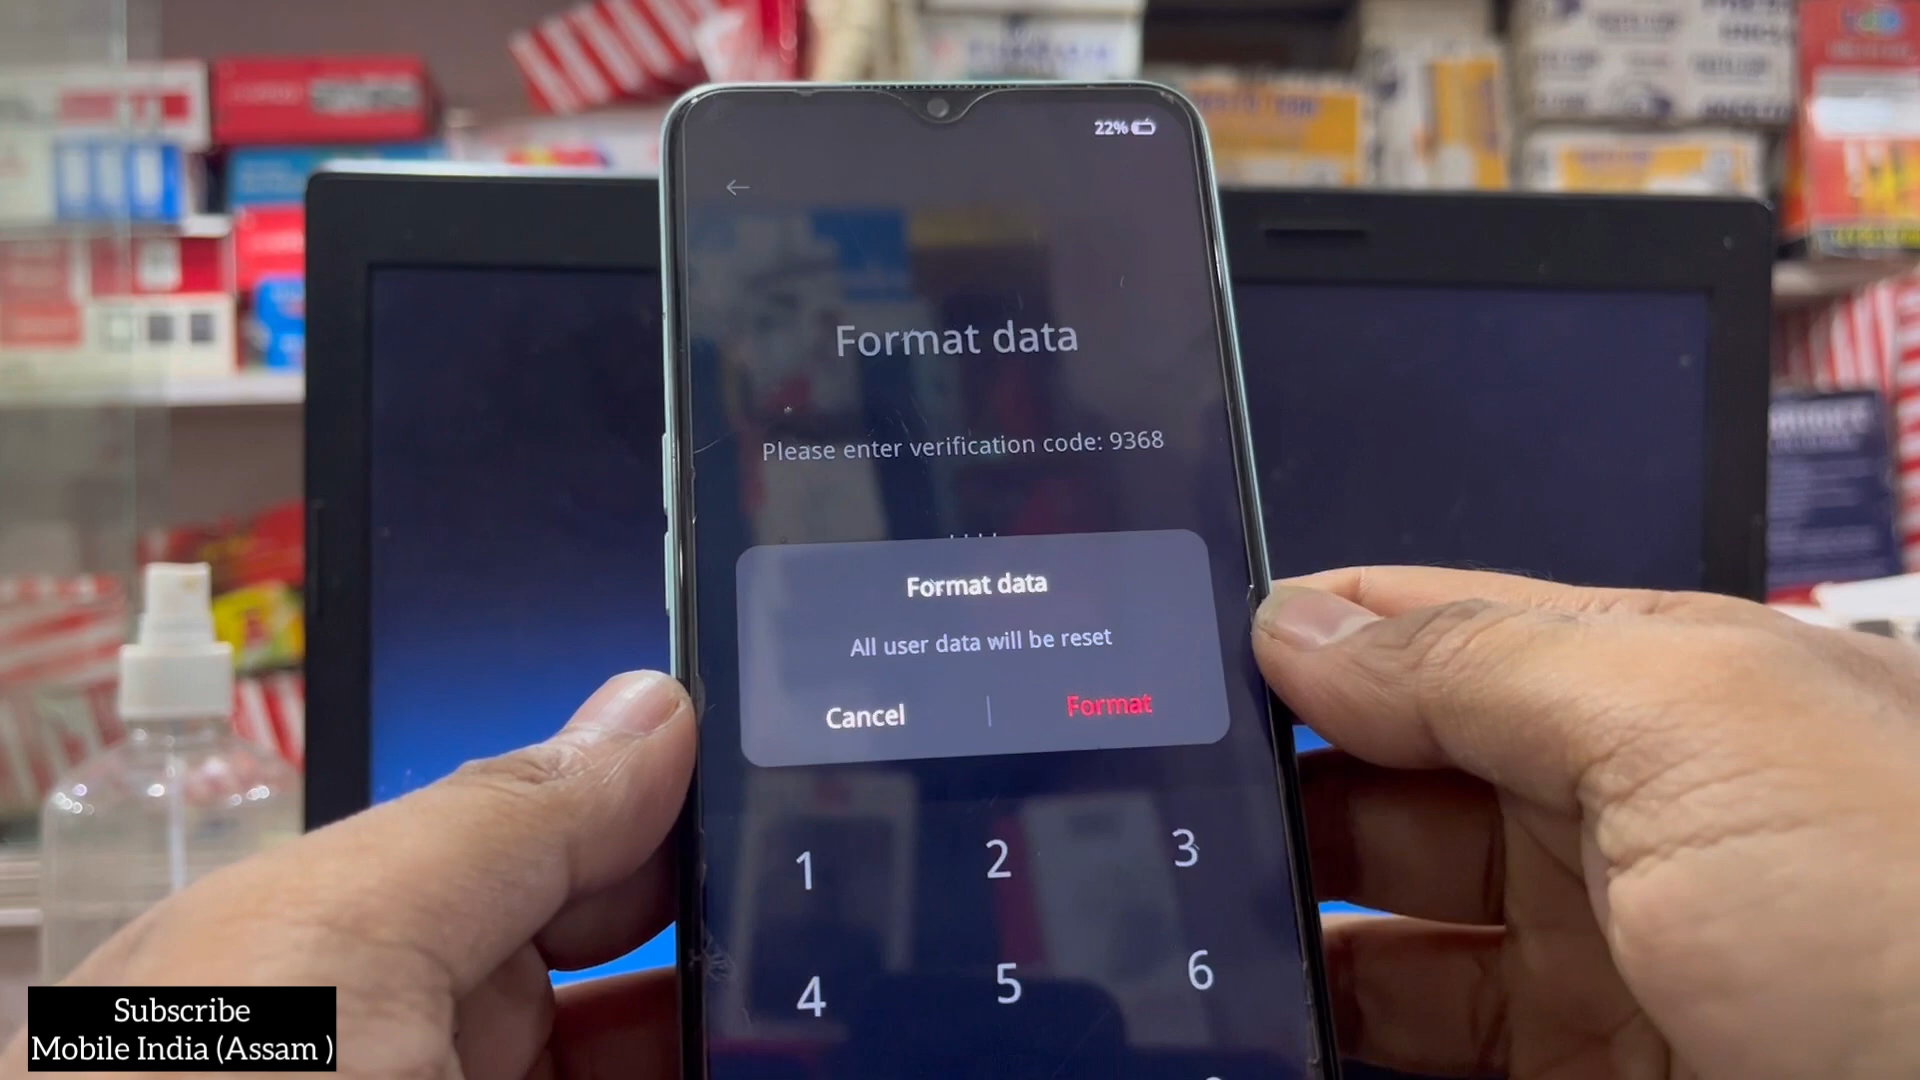 22%
Format data
Please enter verification code: 9368
Format data
All user data will be reset
Cancel
Format
1 2 3
4 5 6
Subscribe
Mobile India (Assam )